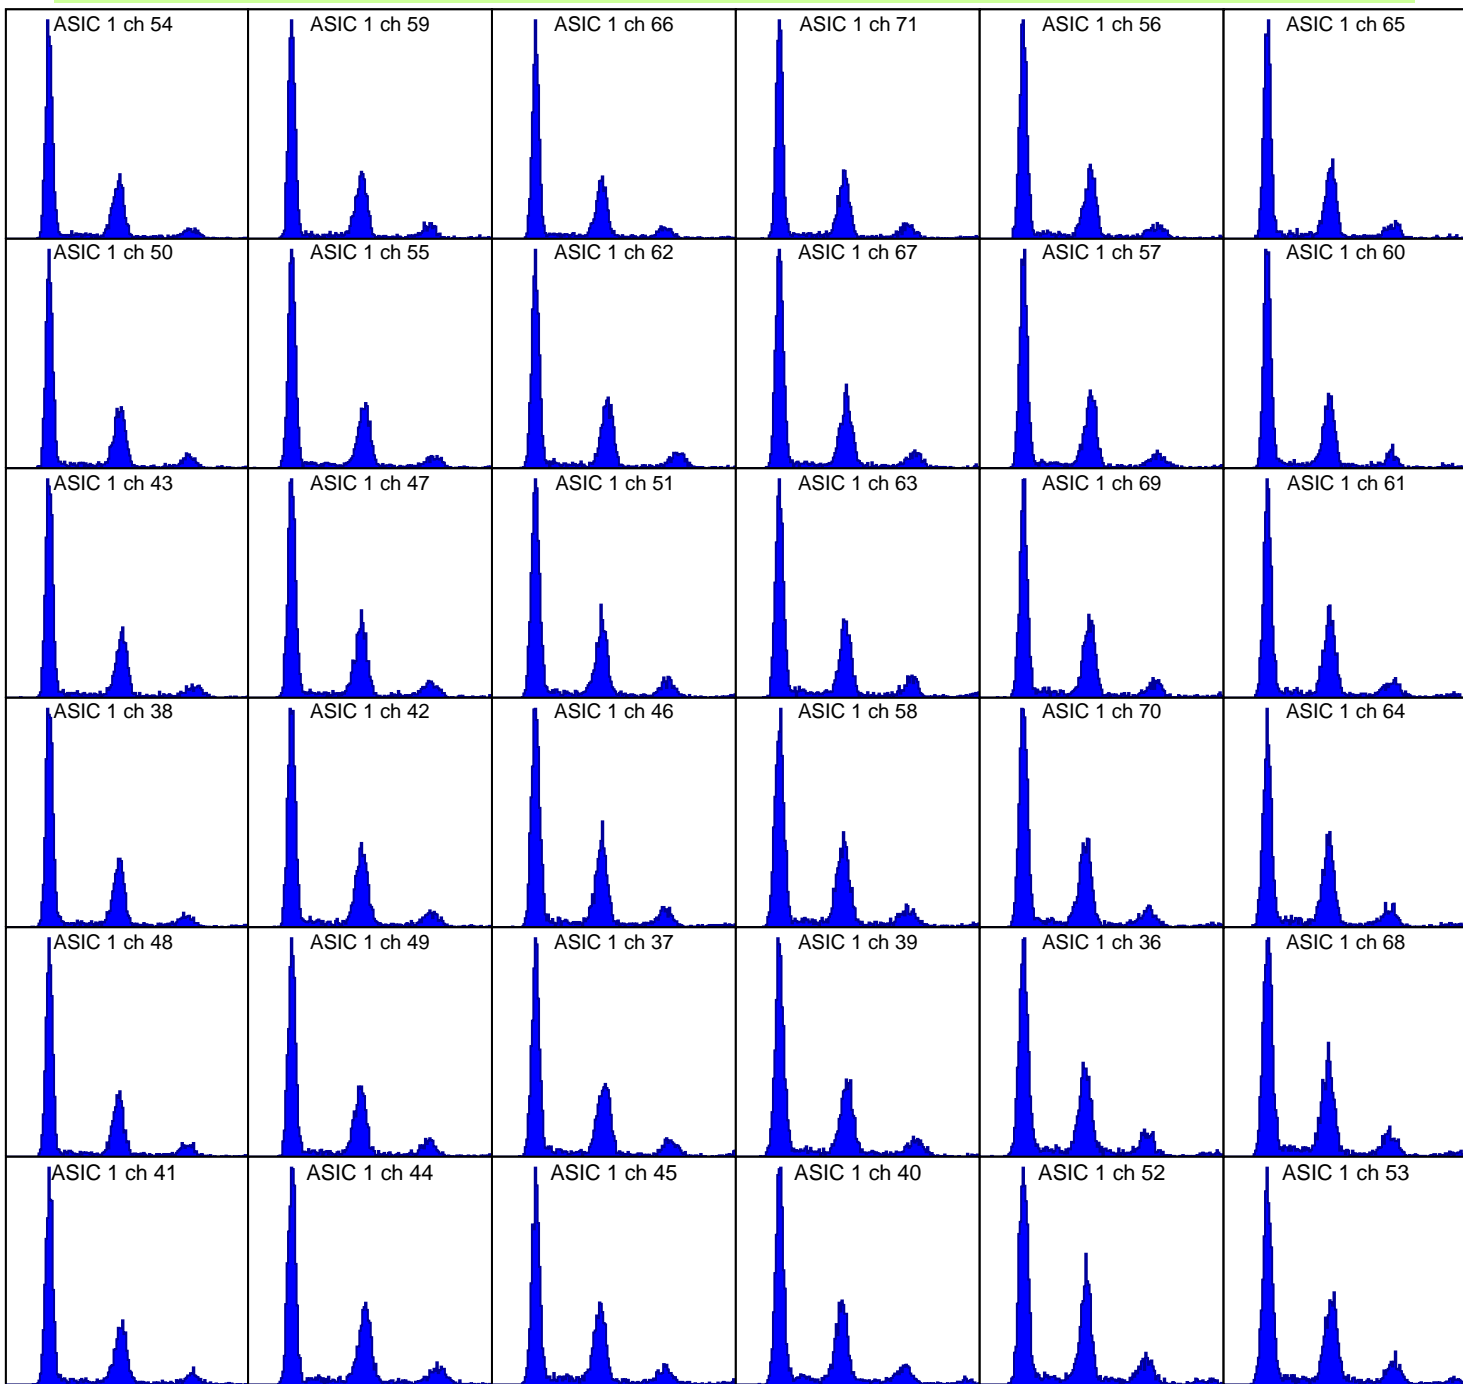 ASIC 1 ch 54
ASIC 1 ch 59
ASIC 1 ch 66
ASIC 1 ch 71
ASIC 1 ch 56
ASIC 1 ch 65
ASIC 1 ch 50
ASIC 1 ch 55
ASIC 1 ch 62
ASIC 1 ch 67
ASIC 1 ch 57
ASIC 1 ch 60
ASIC 1 ch 43
ASIC 1 ch 47
ASIC 1 ch 51
ASIC 1 ch 63
ASIC 1 ch 69
ASIC 1 ch 61
ASIC 1 ch 38
ASIC 1 ch 42
ASIC 1 ch 46
ASIC 1 ch 58
ASIC 1 ch 70
ASIC 1 ch 64
ASIC 1 ch 48
ASIC 1 ch 49
ASIC 1 ch 37
ASIC 1 ch 39
ASIC 1 ch 36
ASIC 1 ch 68
ASIC 1 ch 41
ASIC 1 ch 44
ASIC 1 ch 45
ASIC 1 ch 40
ASIC 1 ch 52
ASIC 1 ch 53